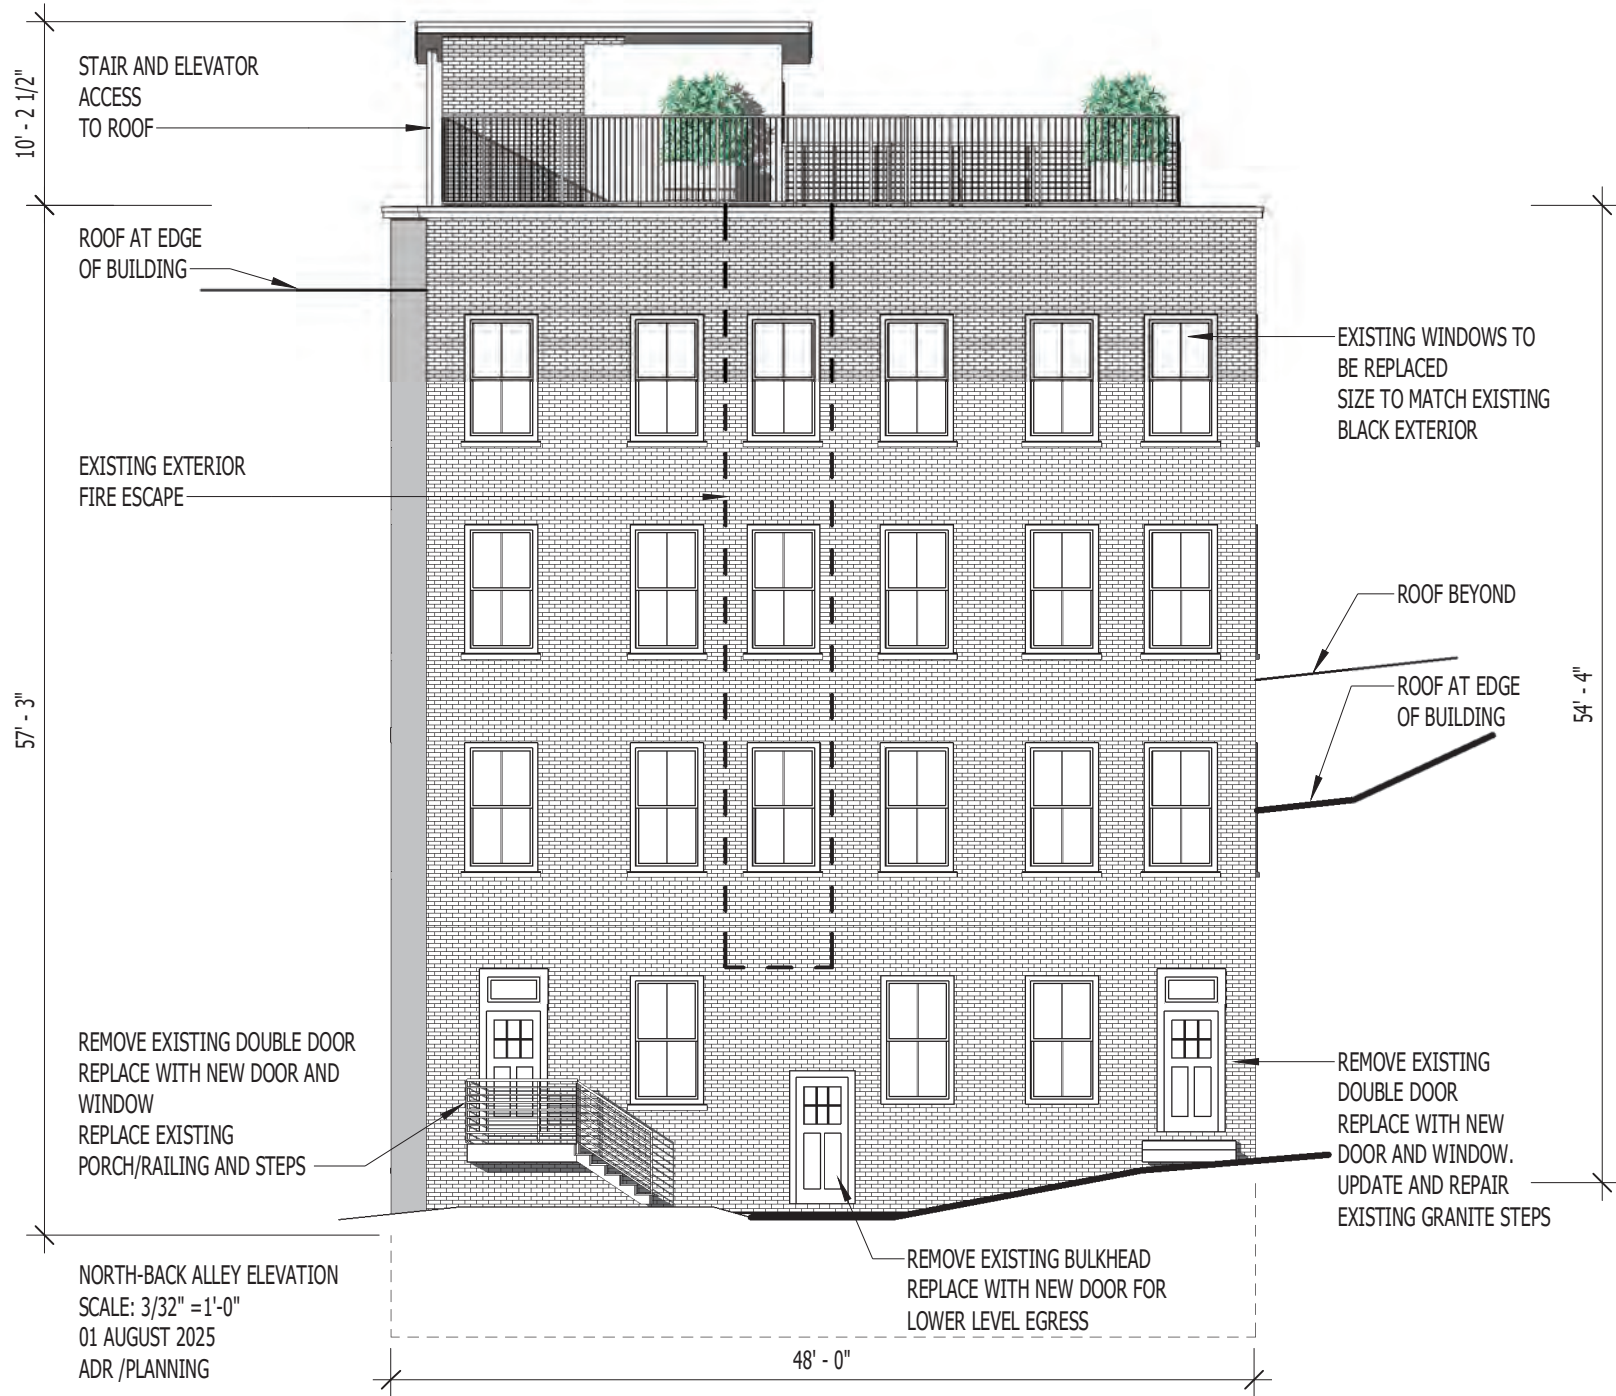 10' - 2 1/2"
STAIR AND ELEVATOR
ACCESS
TO ROOF
ROOF AT EDGE
OF BUILDING
EXISTING WINDOWS TO
BE REPLACED
SIZE TO MATCH EXISTING
BLACK EXTERIOR
EXISTING EXTERIOR
FIRE ESCAPE
ROOF BEYOND
ROOF AT EDGE
OF BUILDING
57' - 3"
54' - 4"
REMOVE EXISTING DOUBLE DOOR
REPLACE WITH NEW DOOR AND
WINDOW
REPLACE EXISTING
PORCH/RAILING AND STEPS
REMOVE EXISTING
DOUBLE DOOR
REPLACE WITH NEW
DOOR AND WINDOW.
UPDATE AND REPAIR
EXISTING GRANITE STEPS
REMOVE EXISTING BULKHEAD
REPLACE WITH NEW DOOR FOR
LOWER LEVEL EGRESS
NORTH-BACK ALLEY ELEVATION
SCALE: 3/32" =1'-0"
01 AUGUST 2025
ADR /PLANNING
48' - 0"